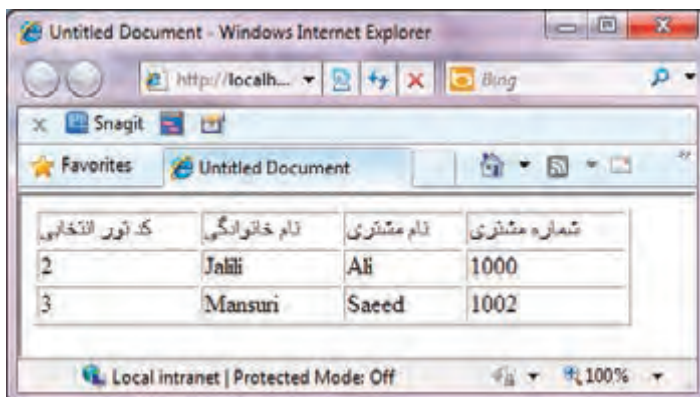 Untitled Document - Windows Internet Explorer
http://localh... Bing
x Snagit
Favorites Untitled Document
شماره مشتری نام مشتری نام خانوادگی کد تور انتخابی
1000 Ali Jalili 2
1002 Saeed Mansuri 3
Local intranet | Protected Mode: Off 100%